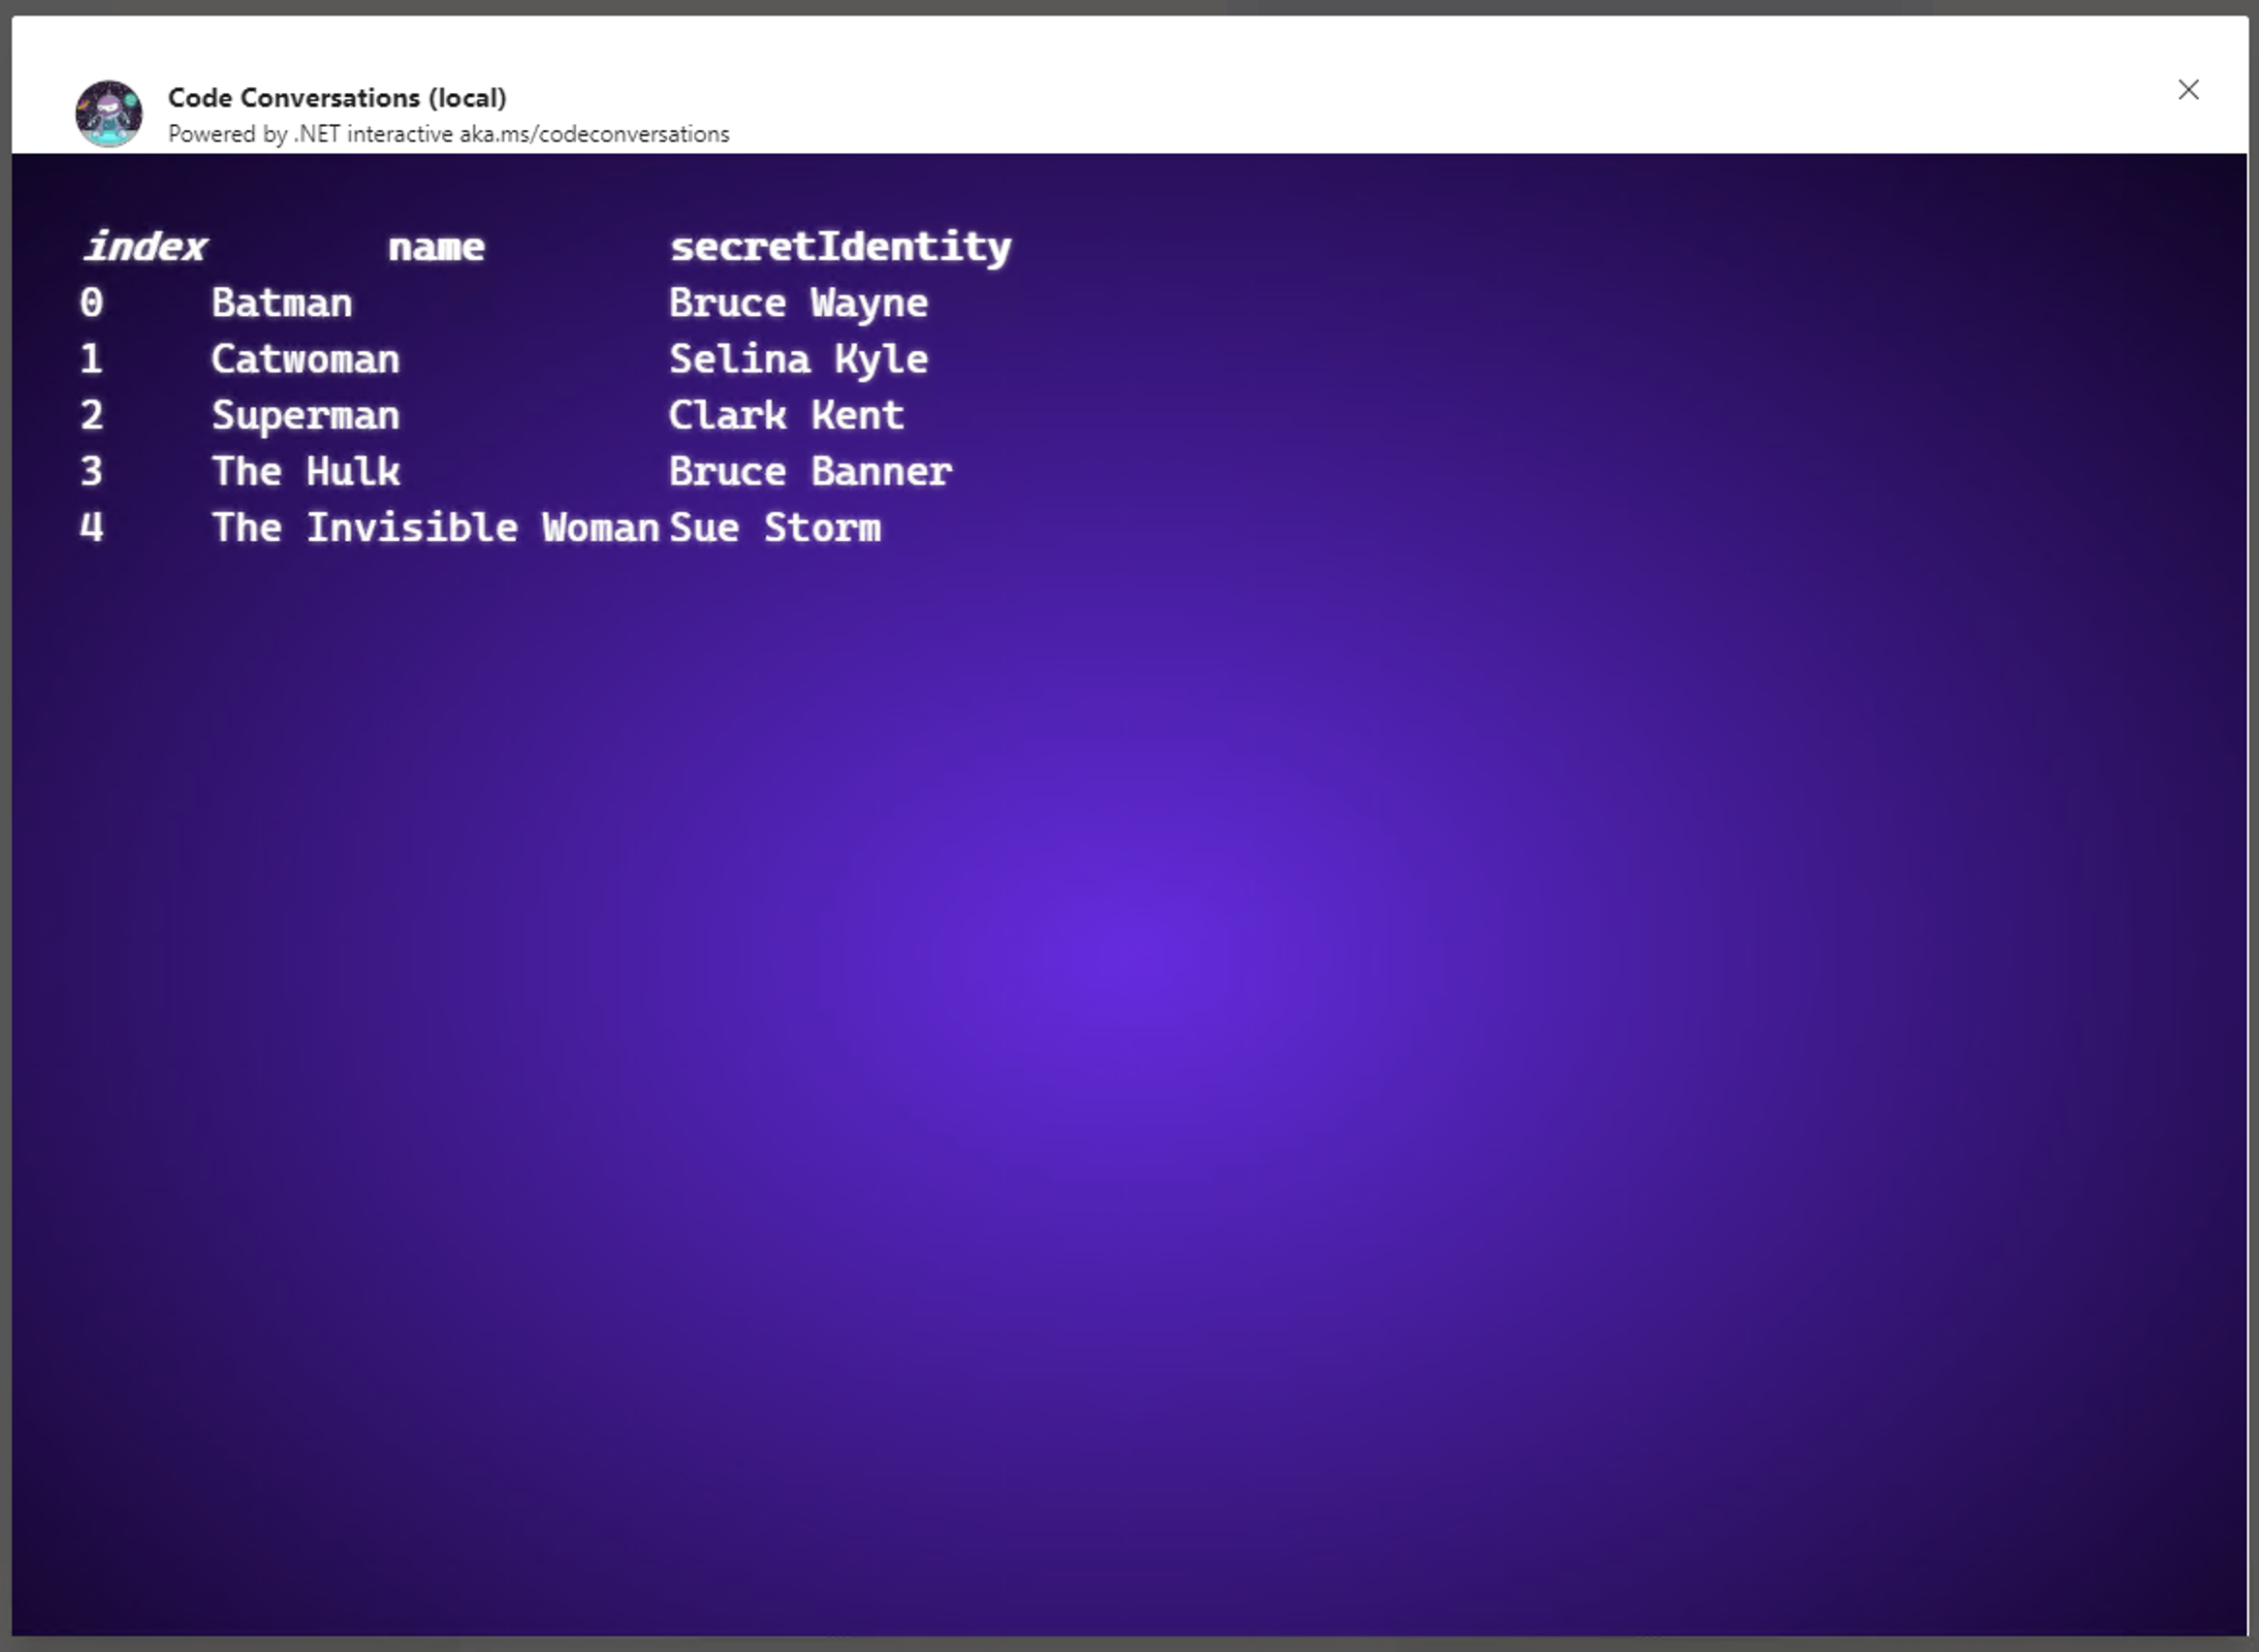 Code Conversations (local)
Powered by .NET interactive aka.ms/codeconversations
index name secretIdentity
0 Batman Bruce Wayne
1 Catwoman Selina Kyle
2 Superman Clark Kent
3 The Hulk Bruce Banner
4 The Invisible Woman Sue Storm